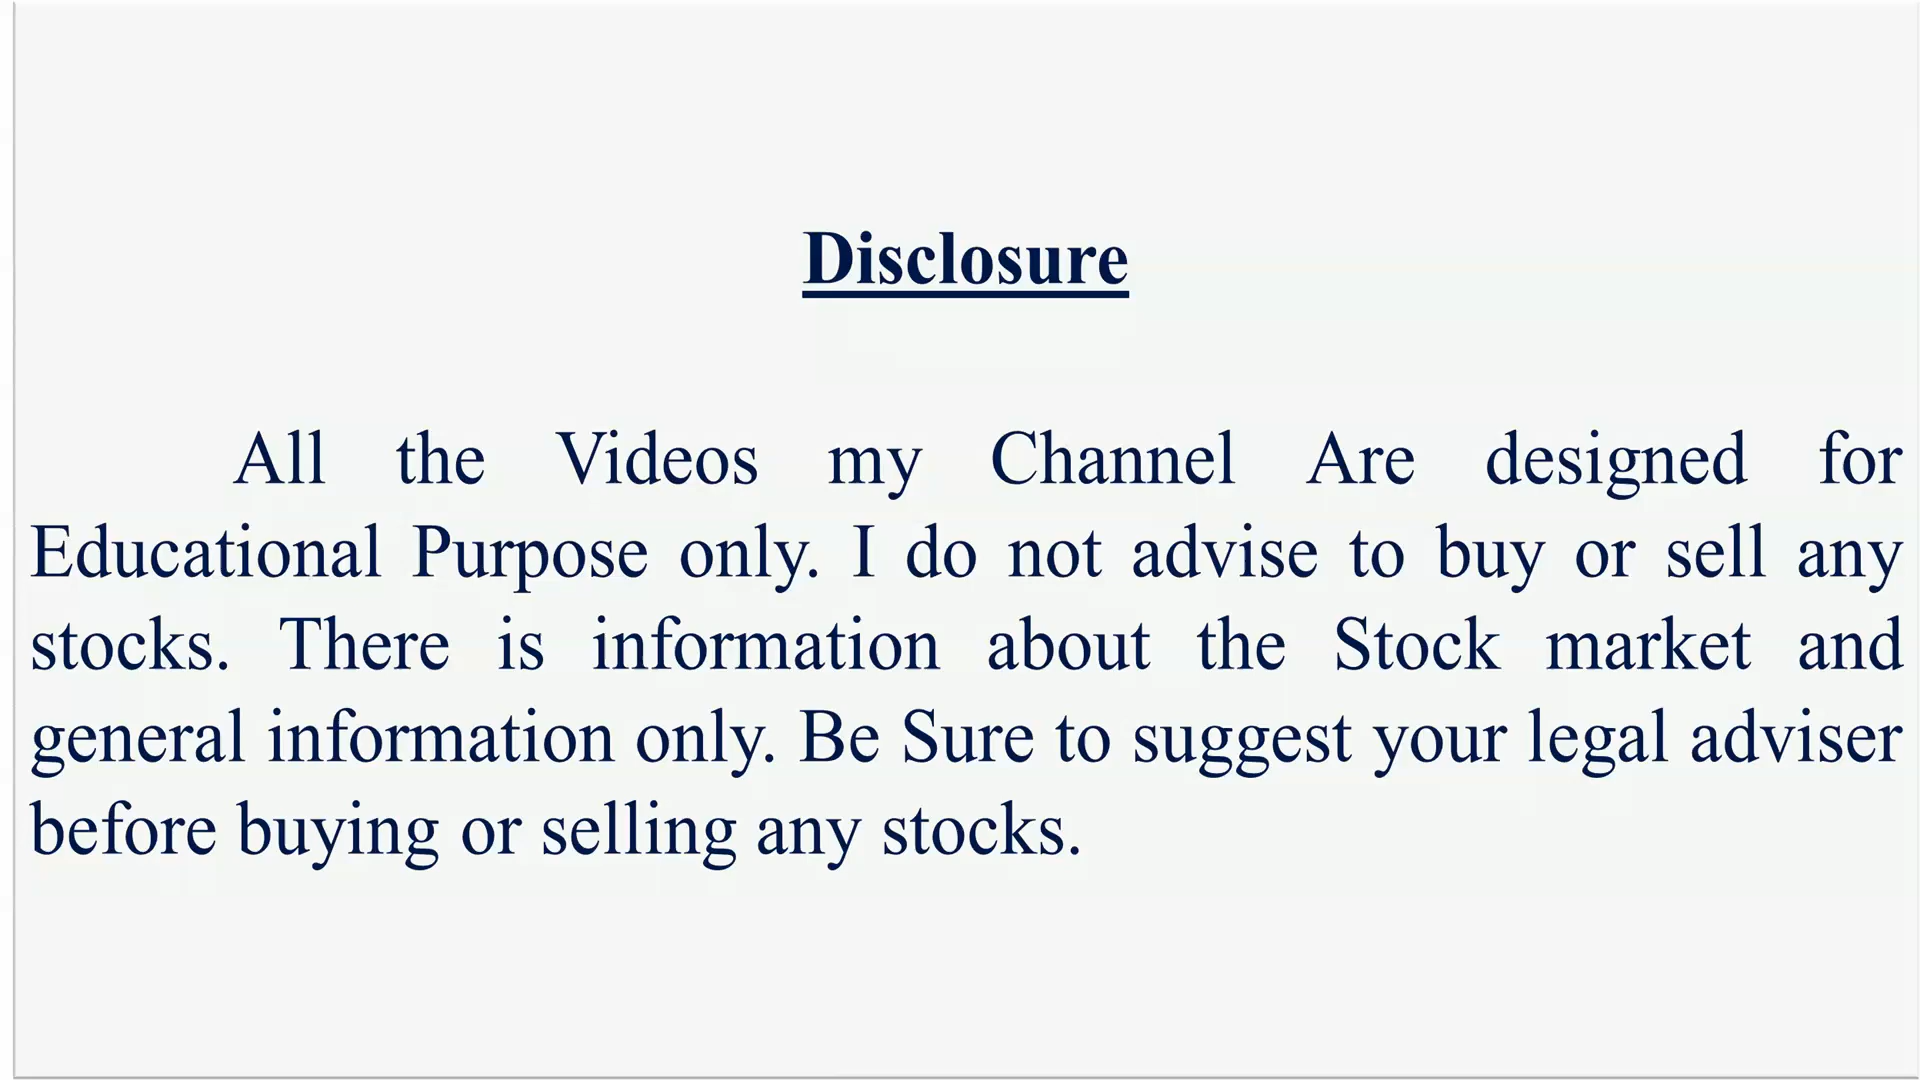 Disclosure
All the Videos my Channel Are designed for
Educational Purpose only. I do not advise to buy or sell any
stocks. There is information about the Stock market and
general information only. Be Sure to suggest your legal adviser
before buying or selling any stocks.